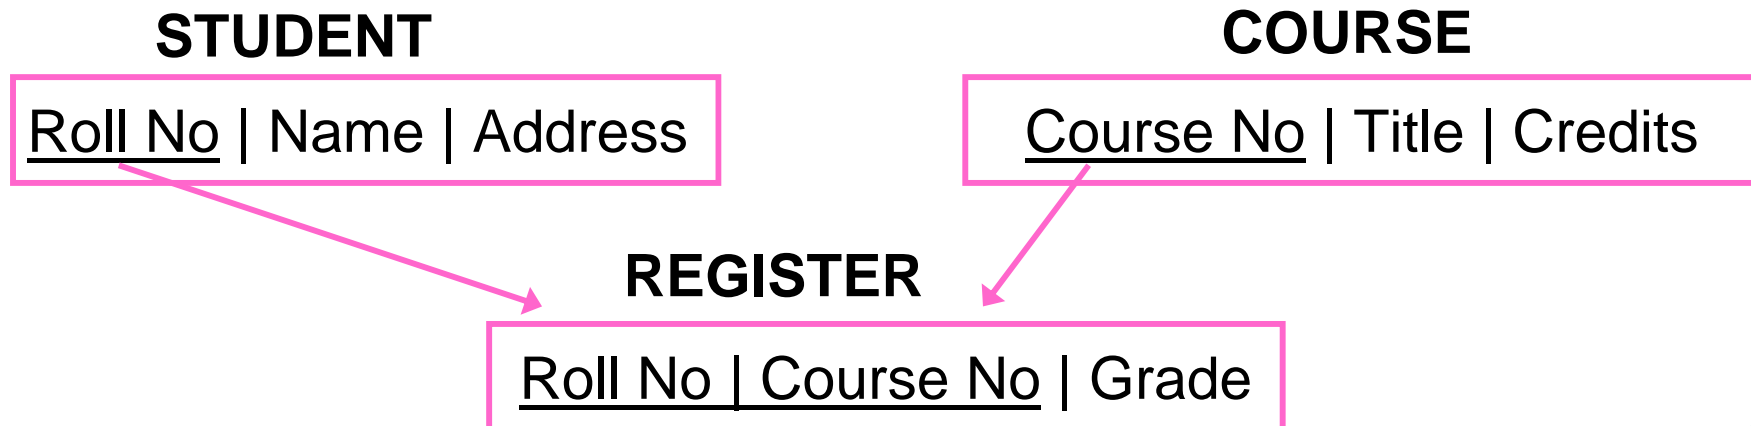 STUDENT
COURSE
Roll No | Name | Address
Course No | Title | Credits
REGISTER
Roll No | Course No | Grade